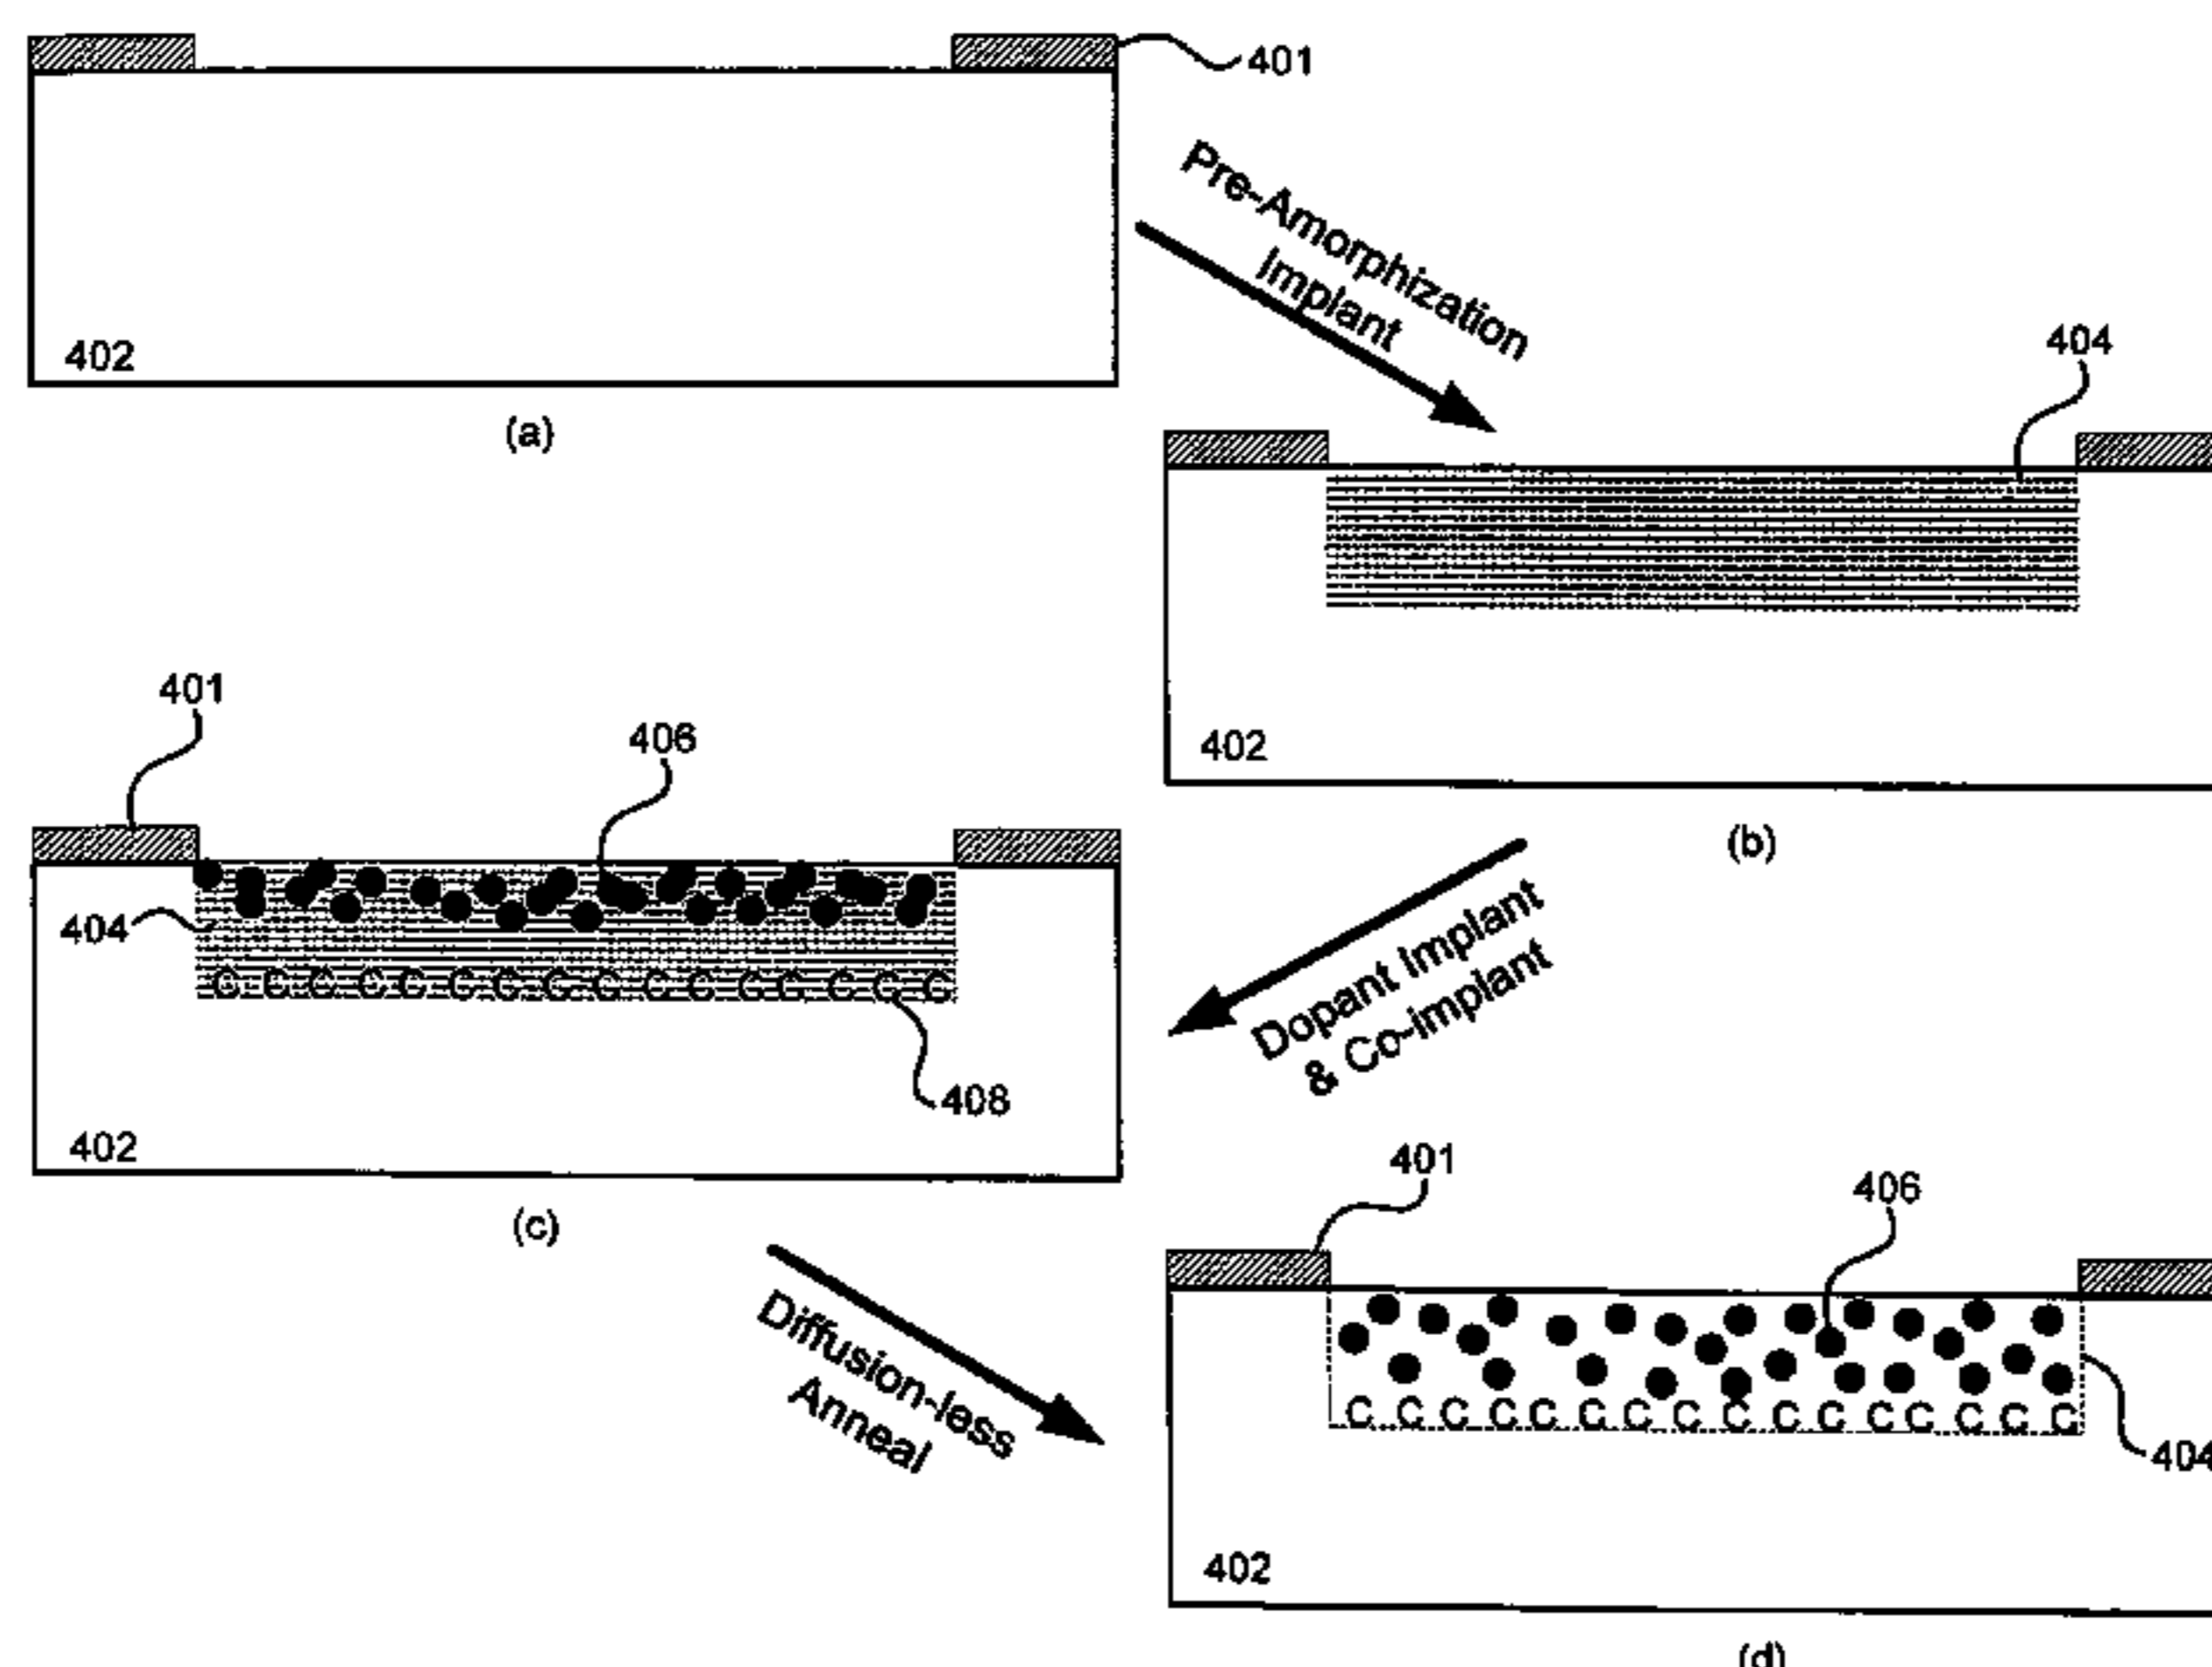 401
402
(a)
Pre-Amorphization
Implant
404
402
(b)
Dopant Implant
& Co-implant
401
406
404
C C C C C C C C C C C C C C C C
408
402
(c)
Diffusion-less
Anneal
401
406
C C C C C C C C C C C C C C C C
404
402
(d)